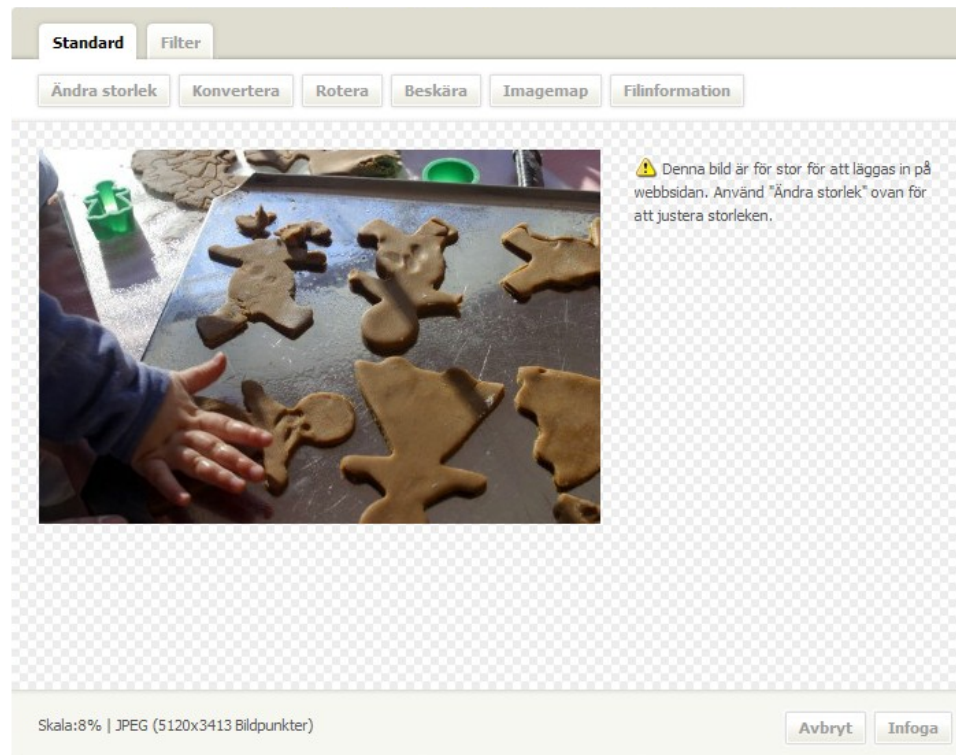 Standard Filter
Ändra storlek Konvertera Rotera Beskära Imagemap Filinformation
Denna bild är för stor för att läggas in på
webbsidan. Använd "Ändra storlek" ovan för
att justera storleken.
Skala:8% | JPEG (5120x3413 Bildpunkter)
Avbryt Infoga